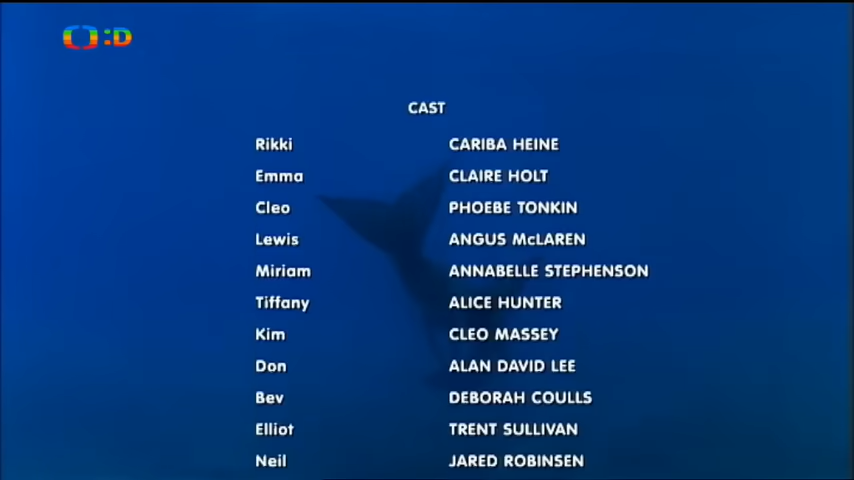 :D
CAST
Rikki CARIBA HEINE
Emma CLAIRE HOLT
Cleo PHOEBE TONKIN
Lewis ANGUS McLAREN
Miriam ANNABELLE STEPHENSON
Tiffany ALICE HUNTER
Kim CLEO MASSEY
Don ALAN DAVID LEE
Bev DEBORAH COULLS
Elliot TRENT SULLIVAN
Neil JARED ROBINSEN